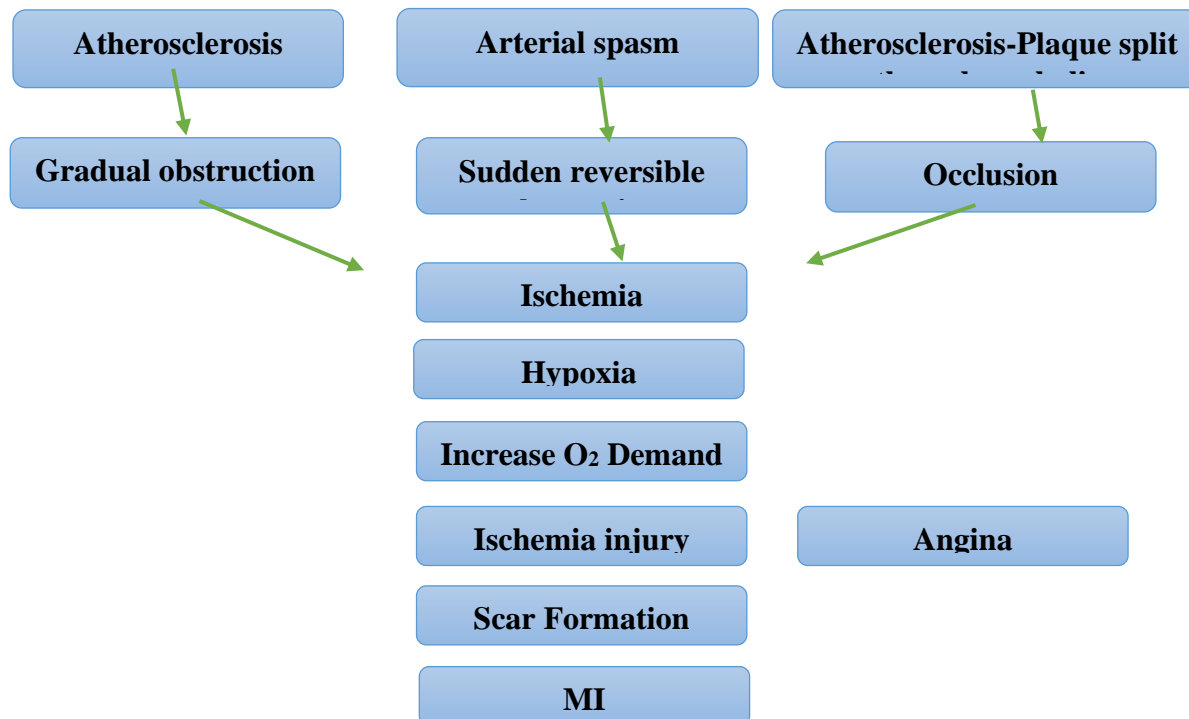 Atherosclerosis
Arterial spasm
Atherosclerosis-Plaque split
Gradual obstruction
Sudden reversible
Occlusion
Ischemia
Hypoxia
Increase O₂ Demand
Ischemia injury
Angina
Scar Formation
MI